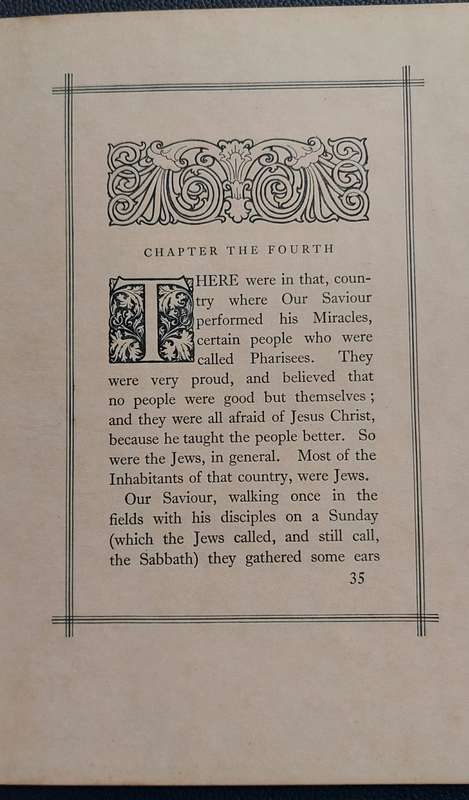 CHAPTER THE FOURTH
THERE were in that, coun-
try where Our Saviour
performed his Miracles,
certain people who were
called Pharisees. They
were very proud, and believed that
no people were good but themselves ;
and they were all afraid of Jesus Christ,
because he taught the people better. So
were the Jews, in general. Most of the
Inhabitants of that country, were Jews.
Our Saviour, walking once in the
fields with his disciples on a Sunday
(which the Jews called, and still call,
the Sabbath) they gathered some ears
35